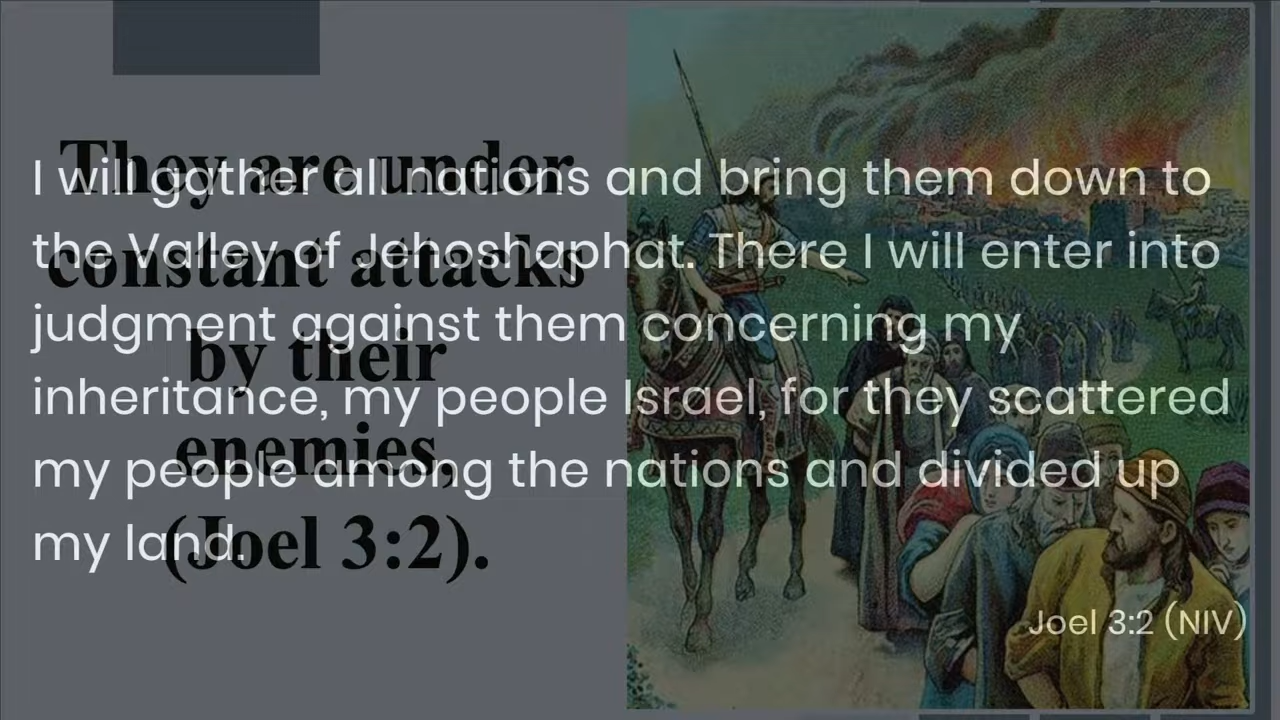 They are under
constant attacks
by their
enemies,
(Joel 3:2).
I will gather all nations and bring them down to
the Valley of Jehoshaphat. There I will enter into
judgment against them concerning my
inheritance, my people Israel, for they scattered
my people among the nations and divided up
my land.
Joel 3:2 (NIV)